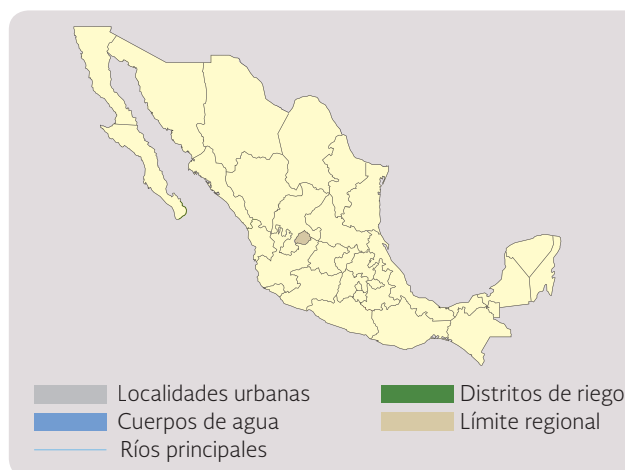 Localidades urbanas
Cuerpos de agua
Ríos principales
Distritos de riego
Límite regional